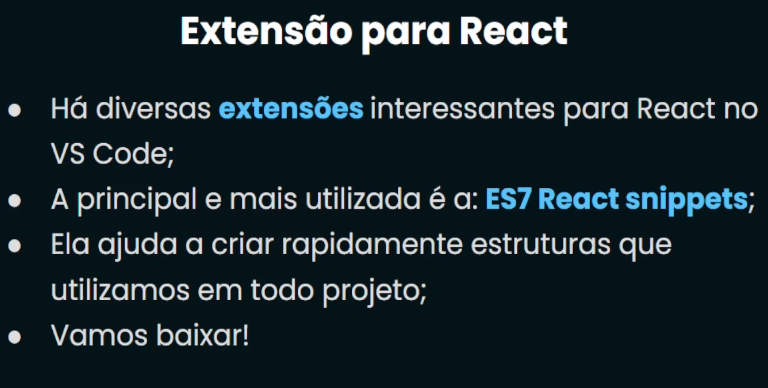 Extensão para React
● Há diversas extensões interessantes para React no
VS Code;
● A principal e mais utilizada é a: ES7 React snippets;
● Ela ajuda a criar rapidamente estruturas que
utilizamos em todo projeto;
● Vamos baixar!